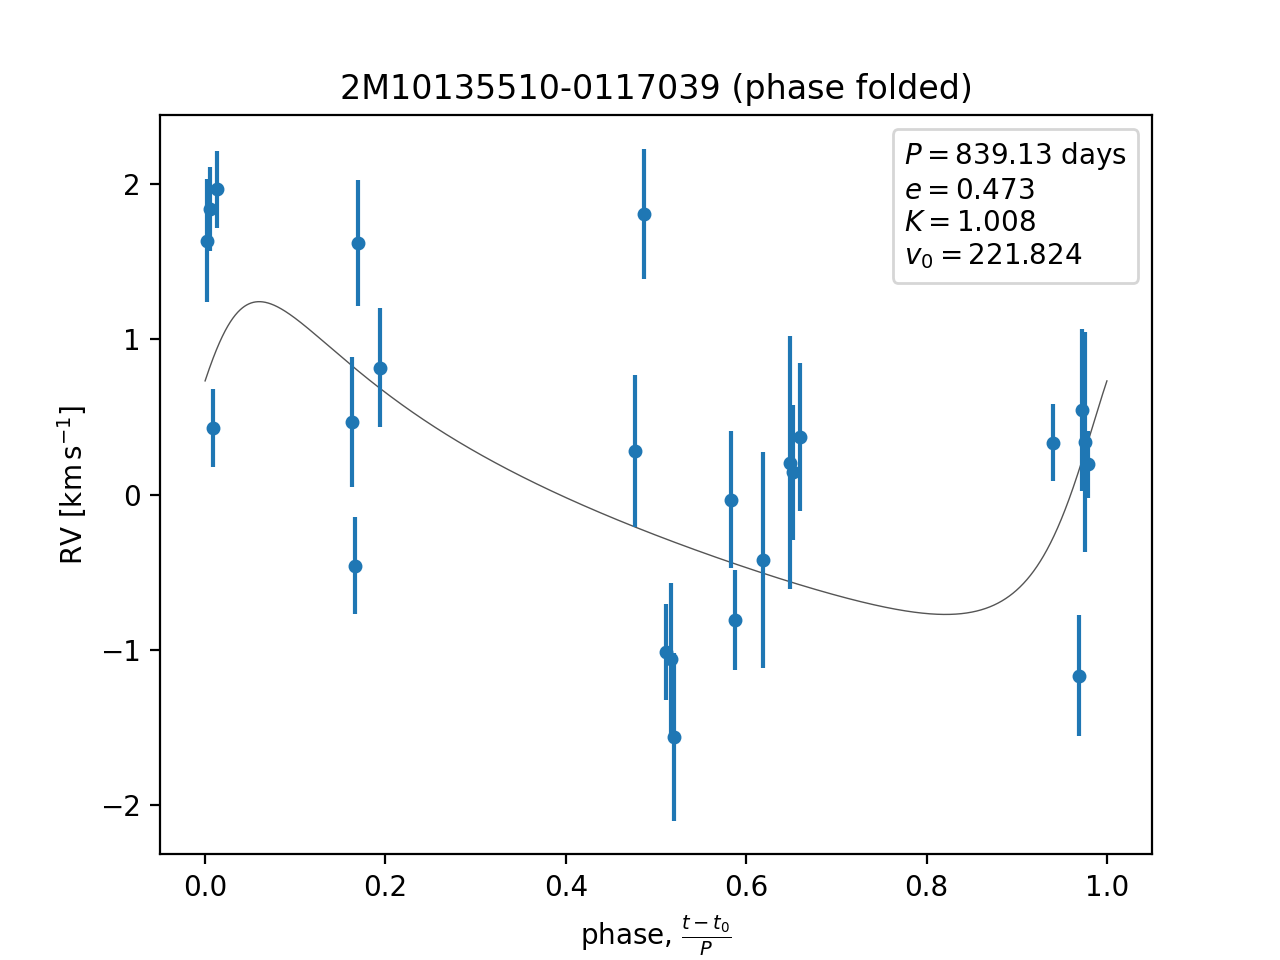 2M10135510-0117039 (phase folded)
P = 839.13 days
e = 0.473
K = 1.008
v₀ = 221.824
RV [km s⁻¹]
2
1
0
−1
−2
0.0 0.2 0.4 0.6 0.8 1.0
phase, (t − t₀)/P